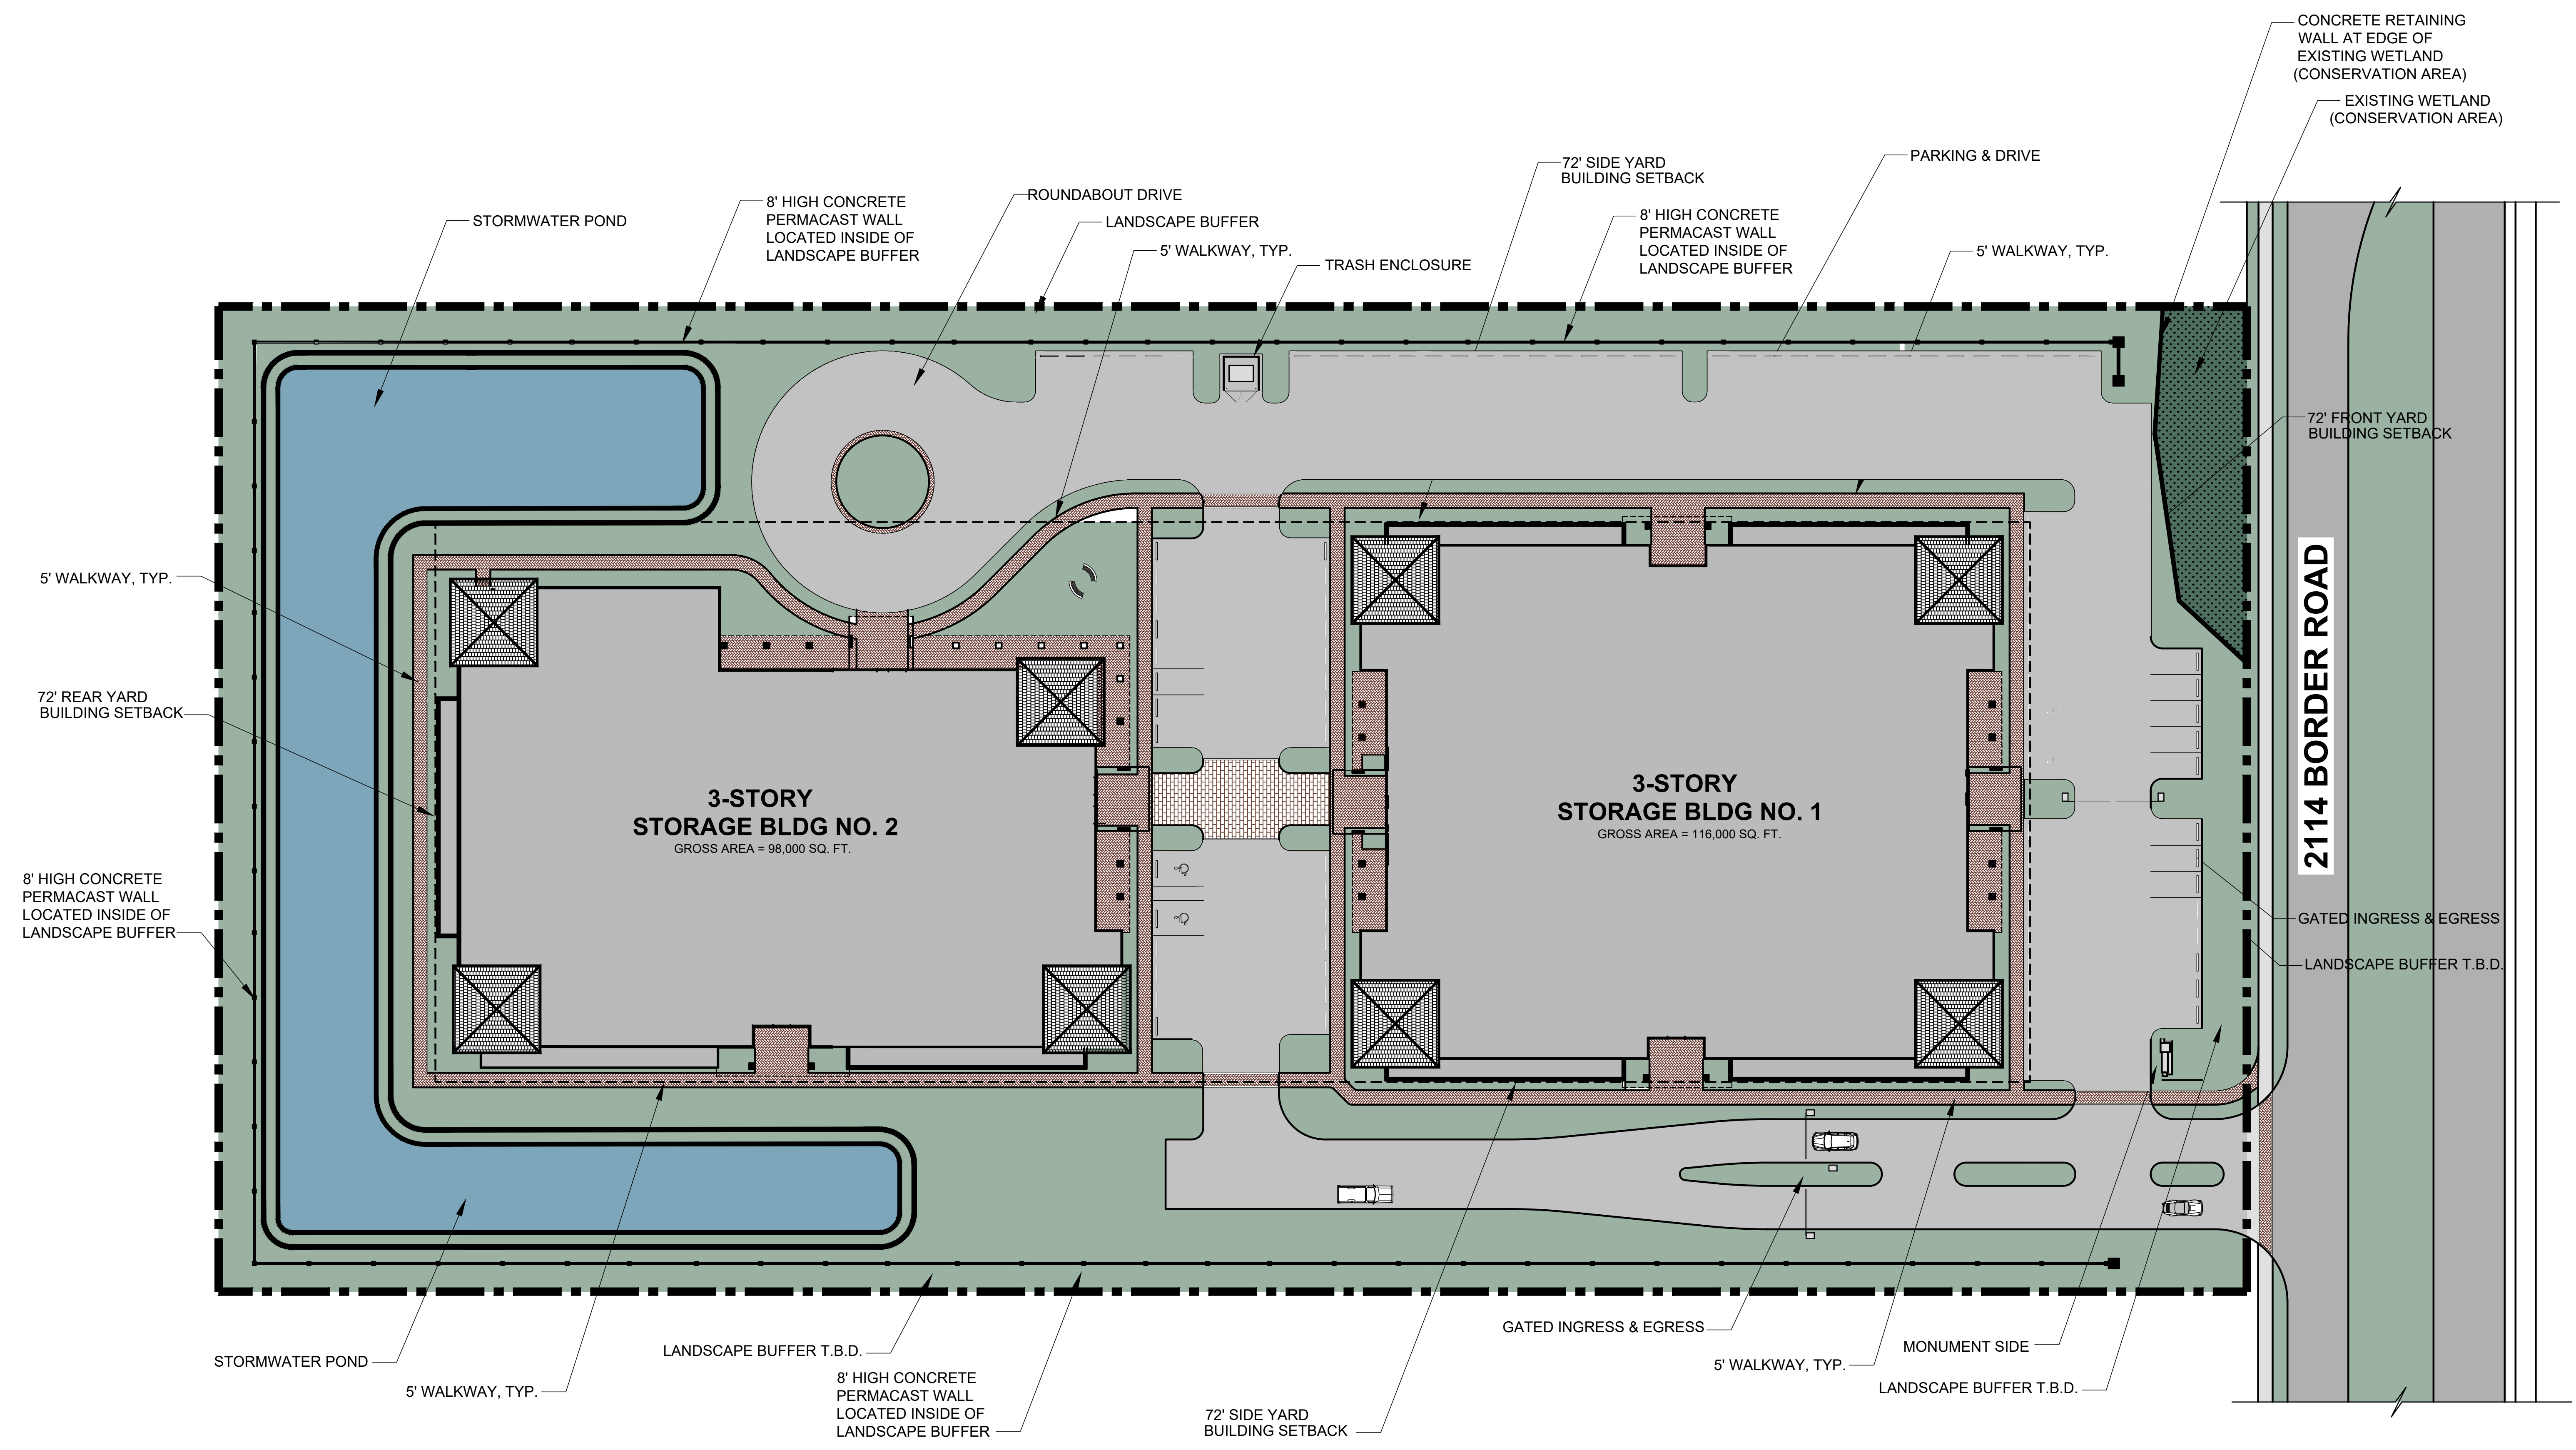 CONCRETE RETAINING
WALL AT EDGE OF
EXISTING WETLAND
(CONSERVATION AREA)
EXISTING WETLAND
(CONSERVATION AREA)
72' SIDE YARD
BUILDING SETBACK
PARKING & DRIVE
8' HIGH CONCRETE
PERMACAST WALL
LOCATED INSIDE OF
LANDSCAPE BUFFER
ROUNDABOUT DRIVE
STORMWATER POND
LANDSCAPE BUFFER
8' HIGH CONCRETE
PERMACAST WALL
LOCATED INSIDE OF
LANDSCAPE BUFFER
5' WALKWAY, TYP.
5' WALKWAY, TYP.
TRASH ENCLOSURE
72' FRONT YARD
BUILDING SETBACK
5' WALKWAY, TYP.
2114 BORDER ROAD
72' REAR YARD
BUILDING SETBACK
3-STORY
STORAGE BLDG NO. 2
GROSS AREA = 98,000 SQ. FT.
3-STORY
STORAGE BLDG NO. 1
GROSS AREA = 116,000 SQ. FT.
8' HIGH CONCRETE
PERMACAST WALL
LOCATED INSIDE OF
LANDSCAPE BUFFER
GATED INGRESS & EGRESS
LANDSCAPE BUFFER T.B.D.
GATED INGRESS & EGRESS
MONUMENT SIDE
LANDSCAPE BUFFER T.B.D.
STORMWATER POND
5' WALKWAY, TYP.
5' WALKWAY, TYP.
8' HIGH CONCRETE
PERMACAST WALL
LOCATED INSIDE OF
LANDSCAPE BUFFER
LANDSCAPE BUFFER T.B.D.
72' SIDE YARD
BUILDING SETBACK